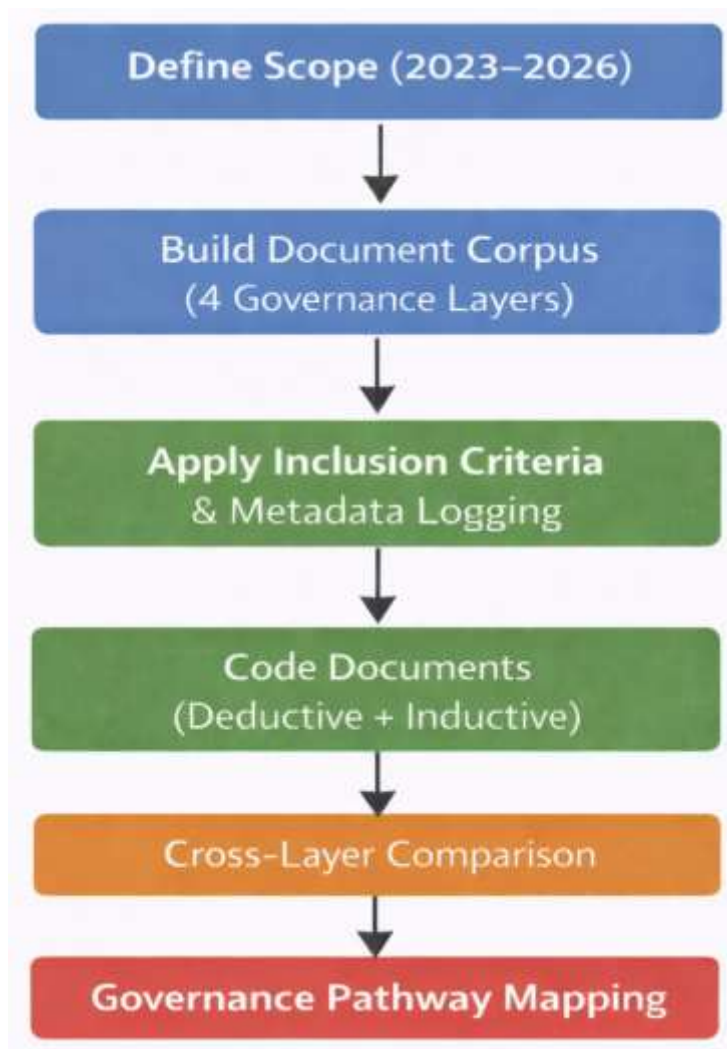 Define Scope (2023–2026)
Build Document Corpus
(4 Governance Layers)
Apply Inclusion Criteria
& Metadata Logging
Code Documents
(Deductive + Inductive)
Cross-Layer Comparison
Governance Pathway Mapping